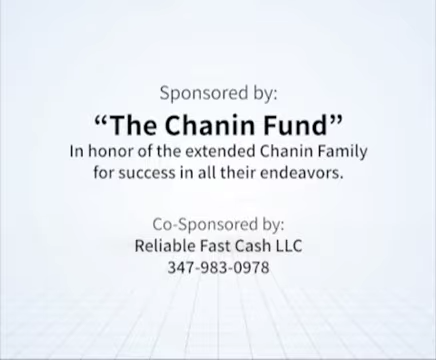 Sponsored by:
“The Chanin Fund”
In honor of the extended Chanin Family
for success in all their endeavors.
Co-Sponsored by:
Reliable Fast Cash LLC
347-983-0978